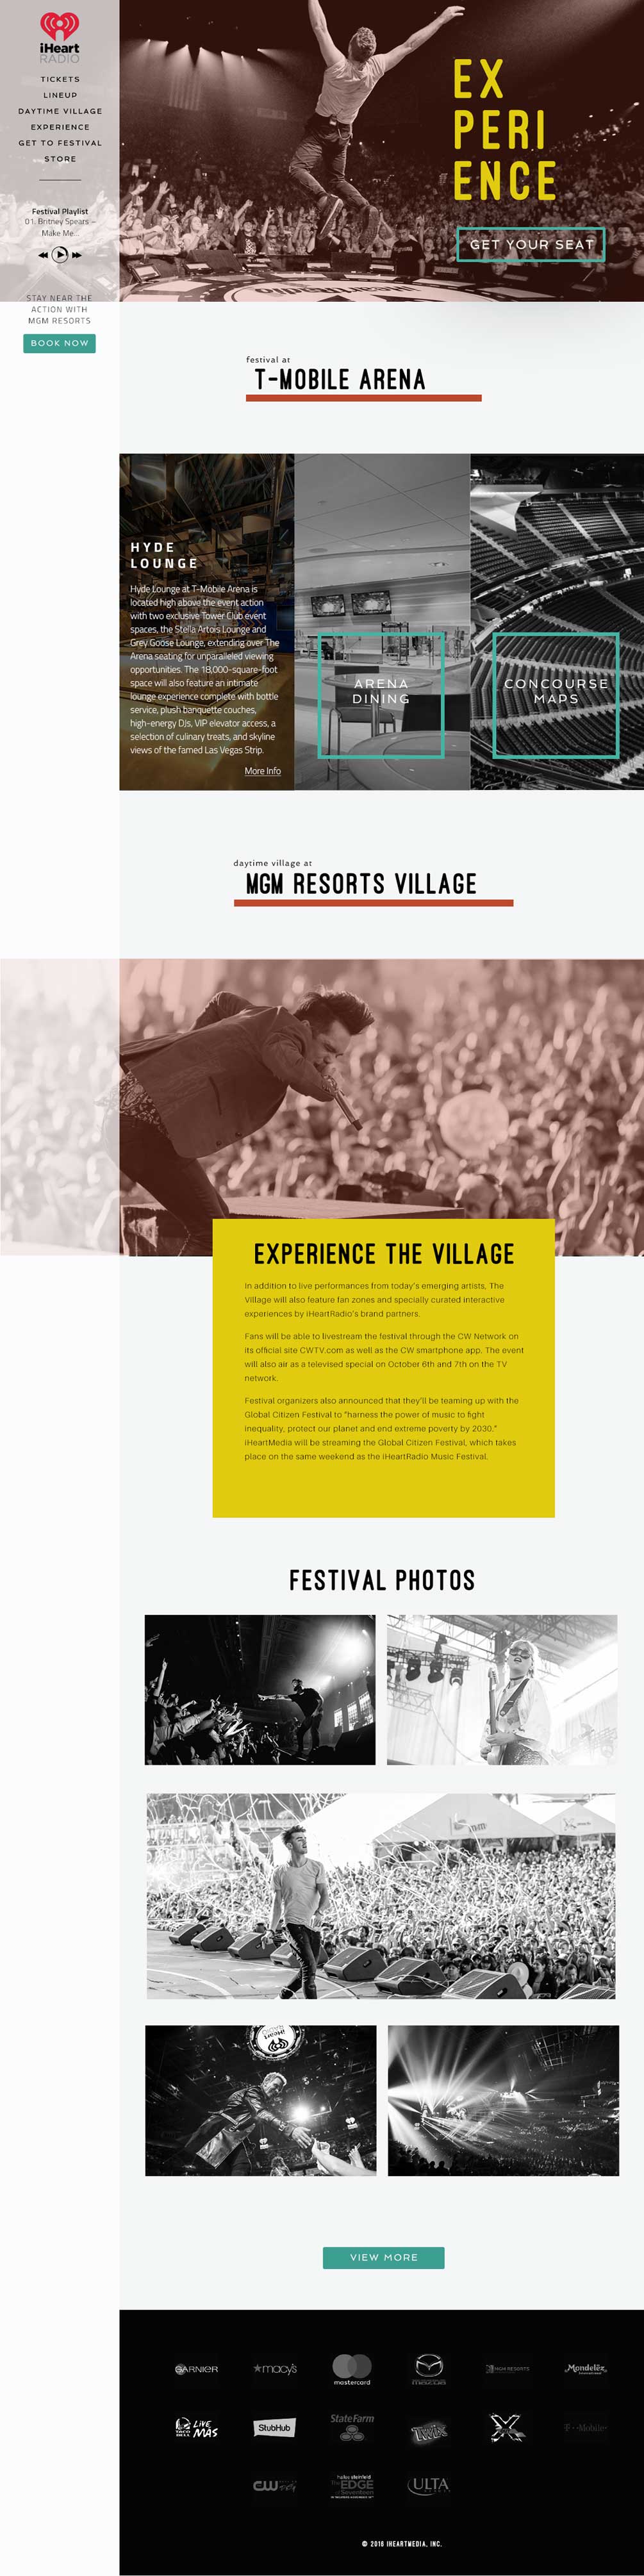 iHeart
RADIO
TICKETS
LINEUP
DAYTIME VILLAGE
EXPERIENCE
GET TO FESTIVAL
STORE
Festival Playlist
01. Britney Spears –
Make Me...
STAY NEAR THE
ACTION WITH
MGM RESORTS
BOOK NOW
EX
PERI
ENCE
GET YOUR SEAT
festival at
T-MOBILE ARENA
HYDE
LOUNGE
Hyde Lounge at T-Mobile Arena is
located high above the event action
with two exclusive Tower Club event
spaces, the Stella Artois Lounge and
Grey Goose Lounge, extending over The
Arena seating for unparalleled viewing
opportunities. The 18,000-square-foot
space will also feature an intimate
lounge experience complete with bottle
service, plush banquette couches,
high-energy DJs, VIP elevator access, a
selection of culinary treats, and skyline
views of the famed Las Vegas Strip.
More Info
ARENA
DINING
CONCOURSE
MAPS
daytime village at
MGM RESORTS VILLAGE
EXPERIENCE THE VILLAGE
In addition to live performances from today's emerging artists, The
Village will also feature fan zones and specially curated interactive
experiences by iHeartRadio's brand partners.
Fans will be able to livestream the festival through the CW Network on
its official site CWTV.com as well as the CW smartphone app. The event
will also air as a televised special on October 6th and 7th on the TV
network.
Festival organizers also announced that they'll be teaming up with the
Global Citizen Festival to "harness the power of music to fight
inequality, protect our planet and end extreme poverty by 2030."
iHeartMedia will be streaming the Global Citizen Festival, which takes
place on the same weekend as the iHeartRadio Music Festival.
FESTIVAL PHOTOS
VIEW MORE
GARNIER
macy's
mastercard
mazda
MGM RESORTS
Mondelēz
TACO BELL
LIVE MÁS
StubHub
State Farm
Twix
X
T-Mobile
CW
hailee steinfeld
The EDGE
of Seventeen
ULTA
© 2016 IHEARTMEDIA, INC.